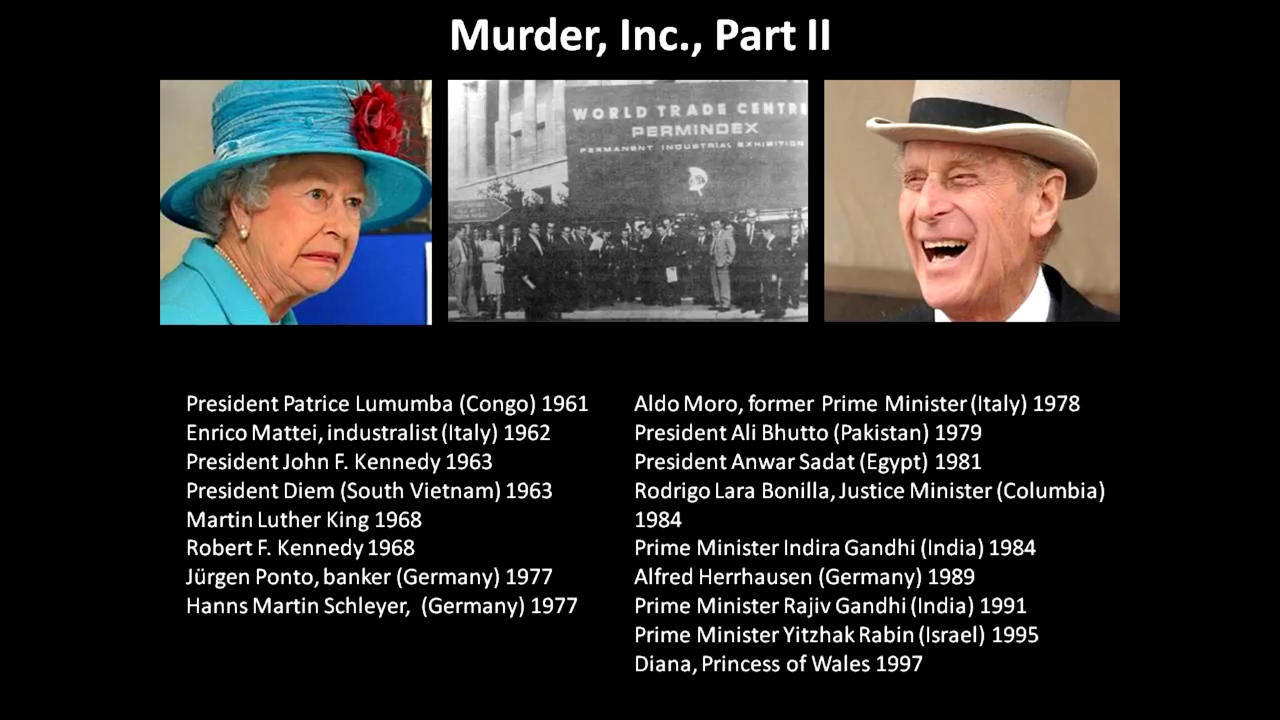 Murder, Inc., Part II
WORLD TRADE CENTRE
PERMINDEX
PERMANENT INDUSTRIAL EXHIBITION
President Patrice Lumumba (Congo) 1961
Enrico Mattei, industralist (Italy) 1962
President John F. Kennedy 1963
President Diem (South Vietnam) 1963
Martin Luther King 1968
Robert F. Kennedy 1968
Jürgen Ponto, banker (Germany) 1977
Hanns Martin Schleyer, (Germany) 1977
Aldo Moro, former Prime Minister (Italy) 1978
President Ali Bhutto (Pakistan) 1979
President Anwar Sadat (Egypt) 1981
Rodrigo Lara Bonilla, Justice Minister (Columbia)
1984
Prime Minister Indira Gandhi (India) 1984
Alfred Herrhausen (Germany) 1989
Prime Minister Rajiv Gandhi (India) 1991
Prime Minister Yitzhak Rabin (Israel) 1995
Diana, Princess of Wales 1997